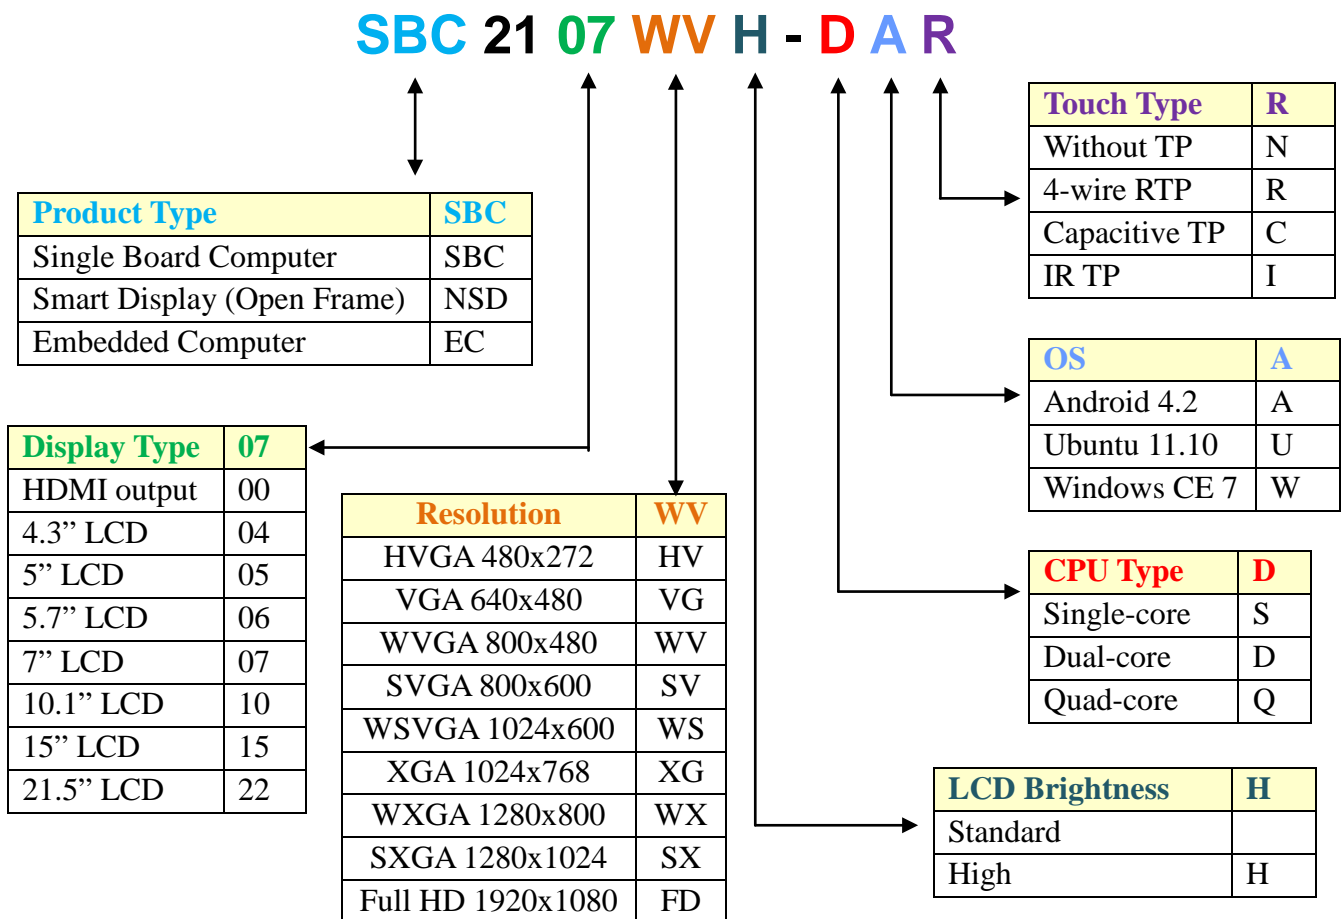 SBC 21 07 WV H - D A R
Product Type SBC
Single Board Computer SBC
Smart Display (Open Frame) NSD
Embedded Computer EC
Display Type 07
HDMI output 00
4.3” LCD 04
5” LCD 05
5.7” LCD 06
7” LCD 07
10.1” LCD 10
15” LCD 15
21.5” LCD 22
Resolution WV
HVGA 480x272 HV
VGA 640x480 VG
WVGA 800x480 WV
SVGA 800x600 SV
WSVGA 1024x600 WS
XGA 1024x768 XG
WXGA 1280x800 WX
SXGA 1280x1024 SX
Full HD 1920x1080 FD
Touch Type R
Without TP N
4-wire RTP R
Capacitive TP C
IR TP I
OS A
Android 4.2 A
Ubuntu 11.10 U
Windows CE 7 W
CPU Type D
Single-core S
Dual-core D
Quad-core Q
LCD Brightness H
Standard
High H